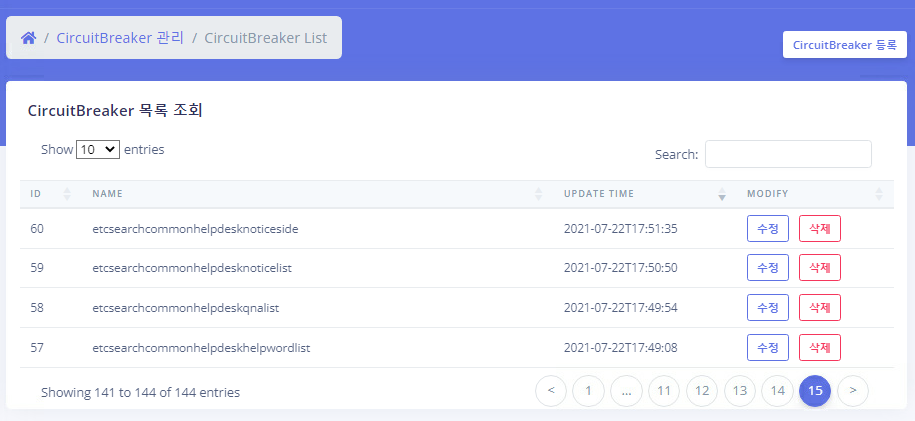 / CircuitBreaker 관리 / CircuitBreaker List
CircuitBreaker 등록
CircuitBreaker 목록 조회
Show 10 entries
Search:
ID NAME UPDATE TIME MODIFY
60 etcsearchcommonhelpdesknoticeside 2021-07-22T17:51:35 수정 삭제
59 etcsearchcommonhelpdesknoticelist 2021-07-22T17:50:50 수정 삭제
58 etcsearchcommonhelpdeskqnalist 2021-07-22T17:49:54 수정 삭제
57 etcsearchcommonhelpdeskhelpwordlist 2021-07-22T17:49:08 수정 삭제
Showing 141 to 144 of 144 entries
< 1 ... 11 12 13 14 15 >